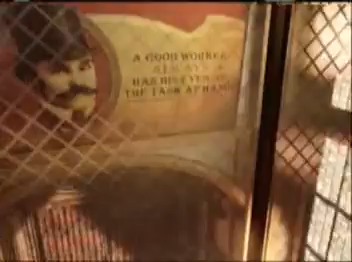 A GOOD WORKER
ALWAYS
HAS HIS EYES ON
THE TASK AT HAND